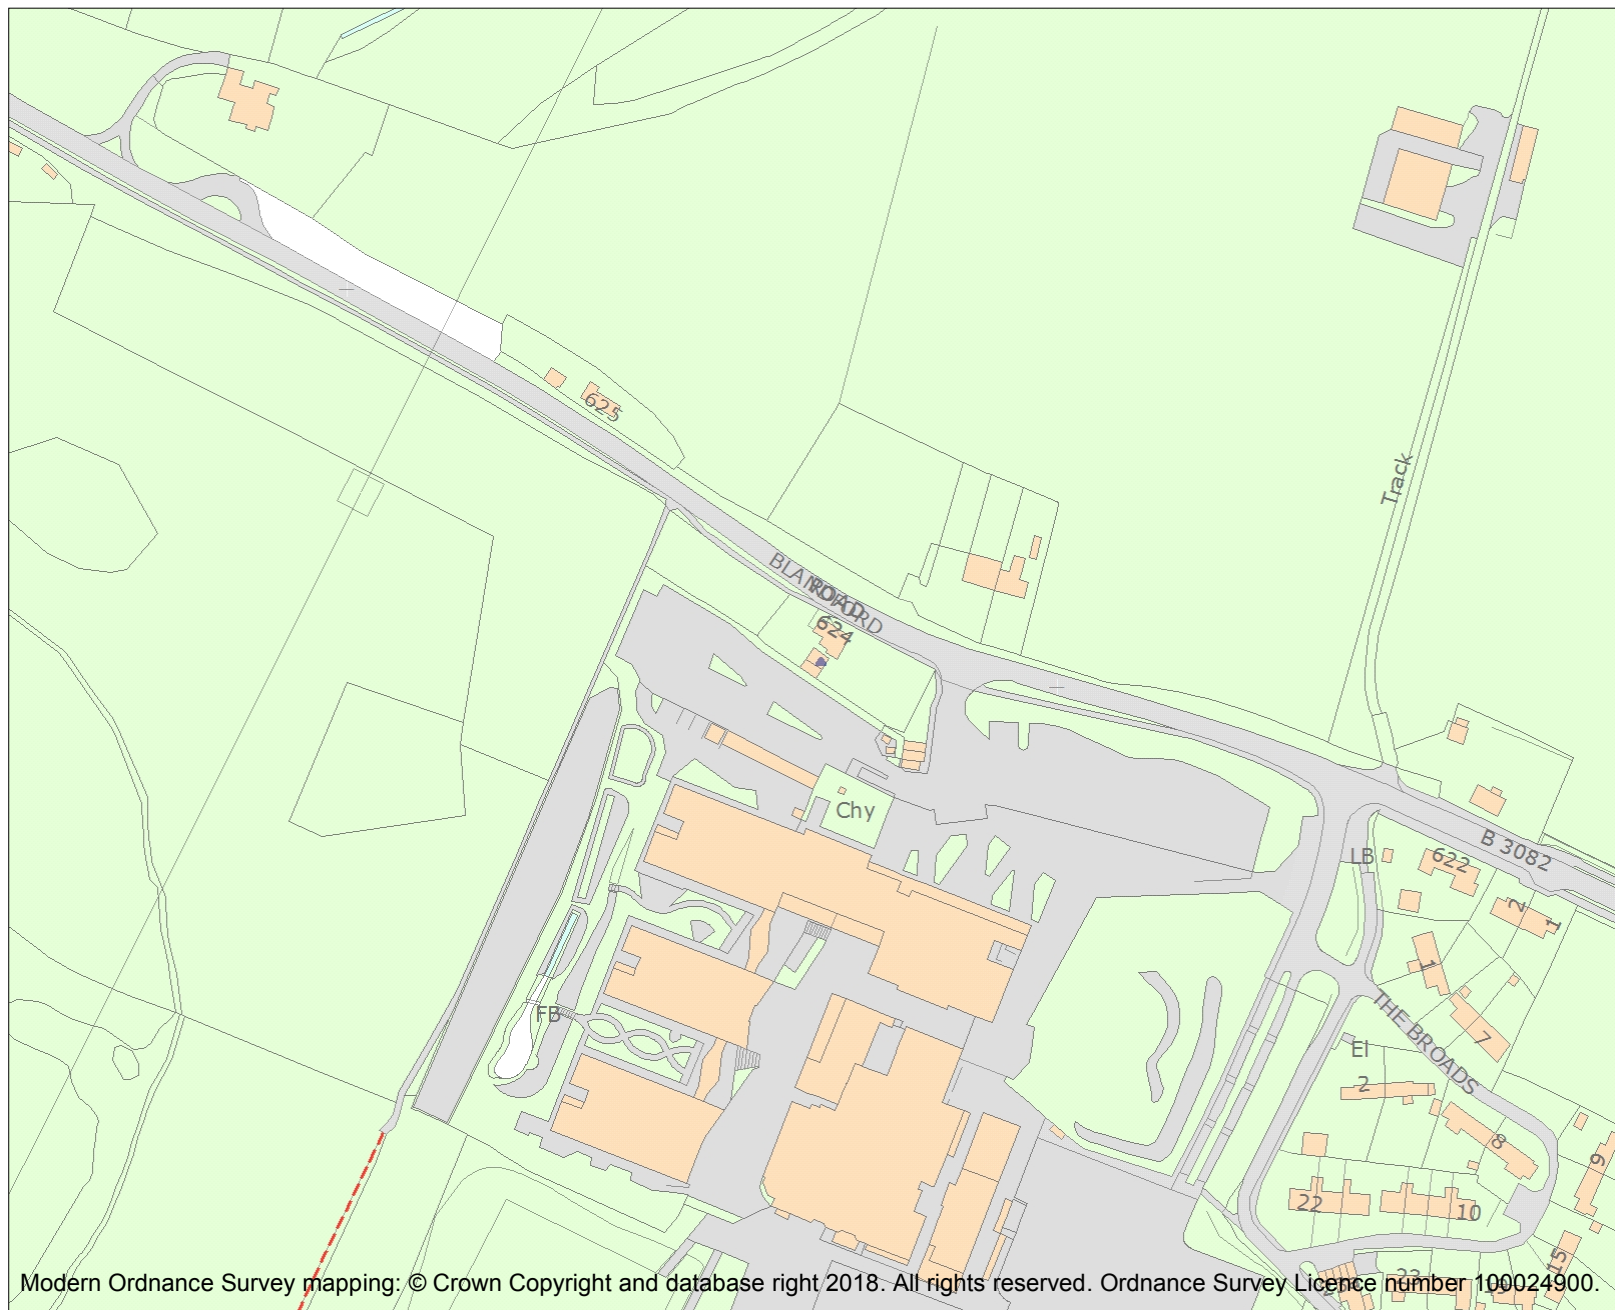 625
Track
BLANDFORD
ROAD
624
Chy
B 3082
LB
622
2
1
1
FB
THE BROADS
7
El
2
8
9
22
10
15
23
Modern Ordnance Survey mapping: © Crown Copyright and database right 2018. All rights reserved. Ordnance Survey Licence number 100024900.